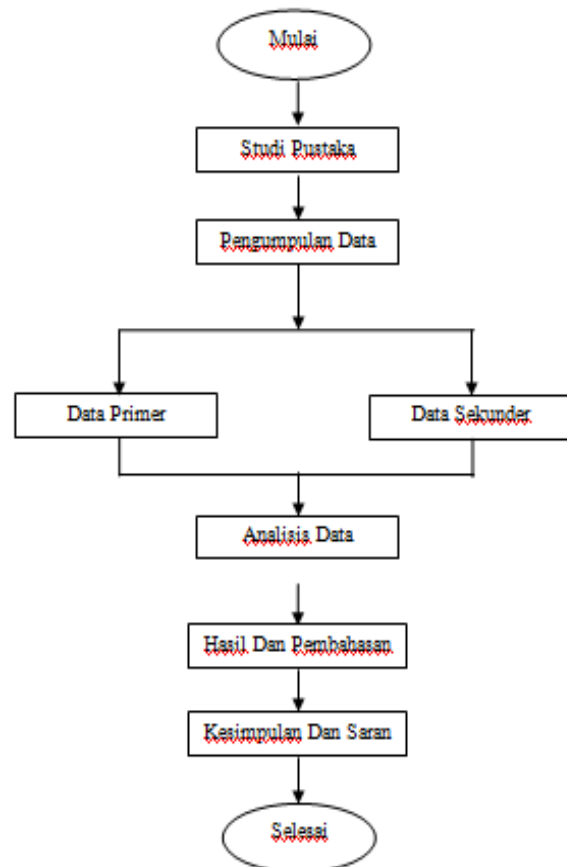 Mulai
Studi Pustaka
Pengumpulan Data
Data Primer
Data Sekunder
Analisis Data
Hasil Dan Pembahasan
Kesimpulan Dan Saran
Selesai